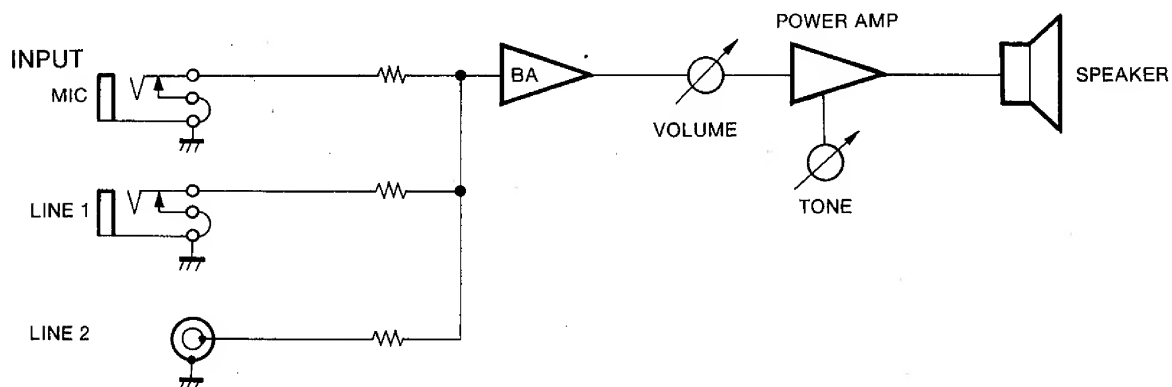 INPUT
MIC
LINE 1
LINE 2
BA
VOLUME
POWER AMP
TONE
SPEAKER